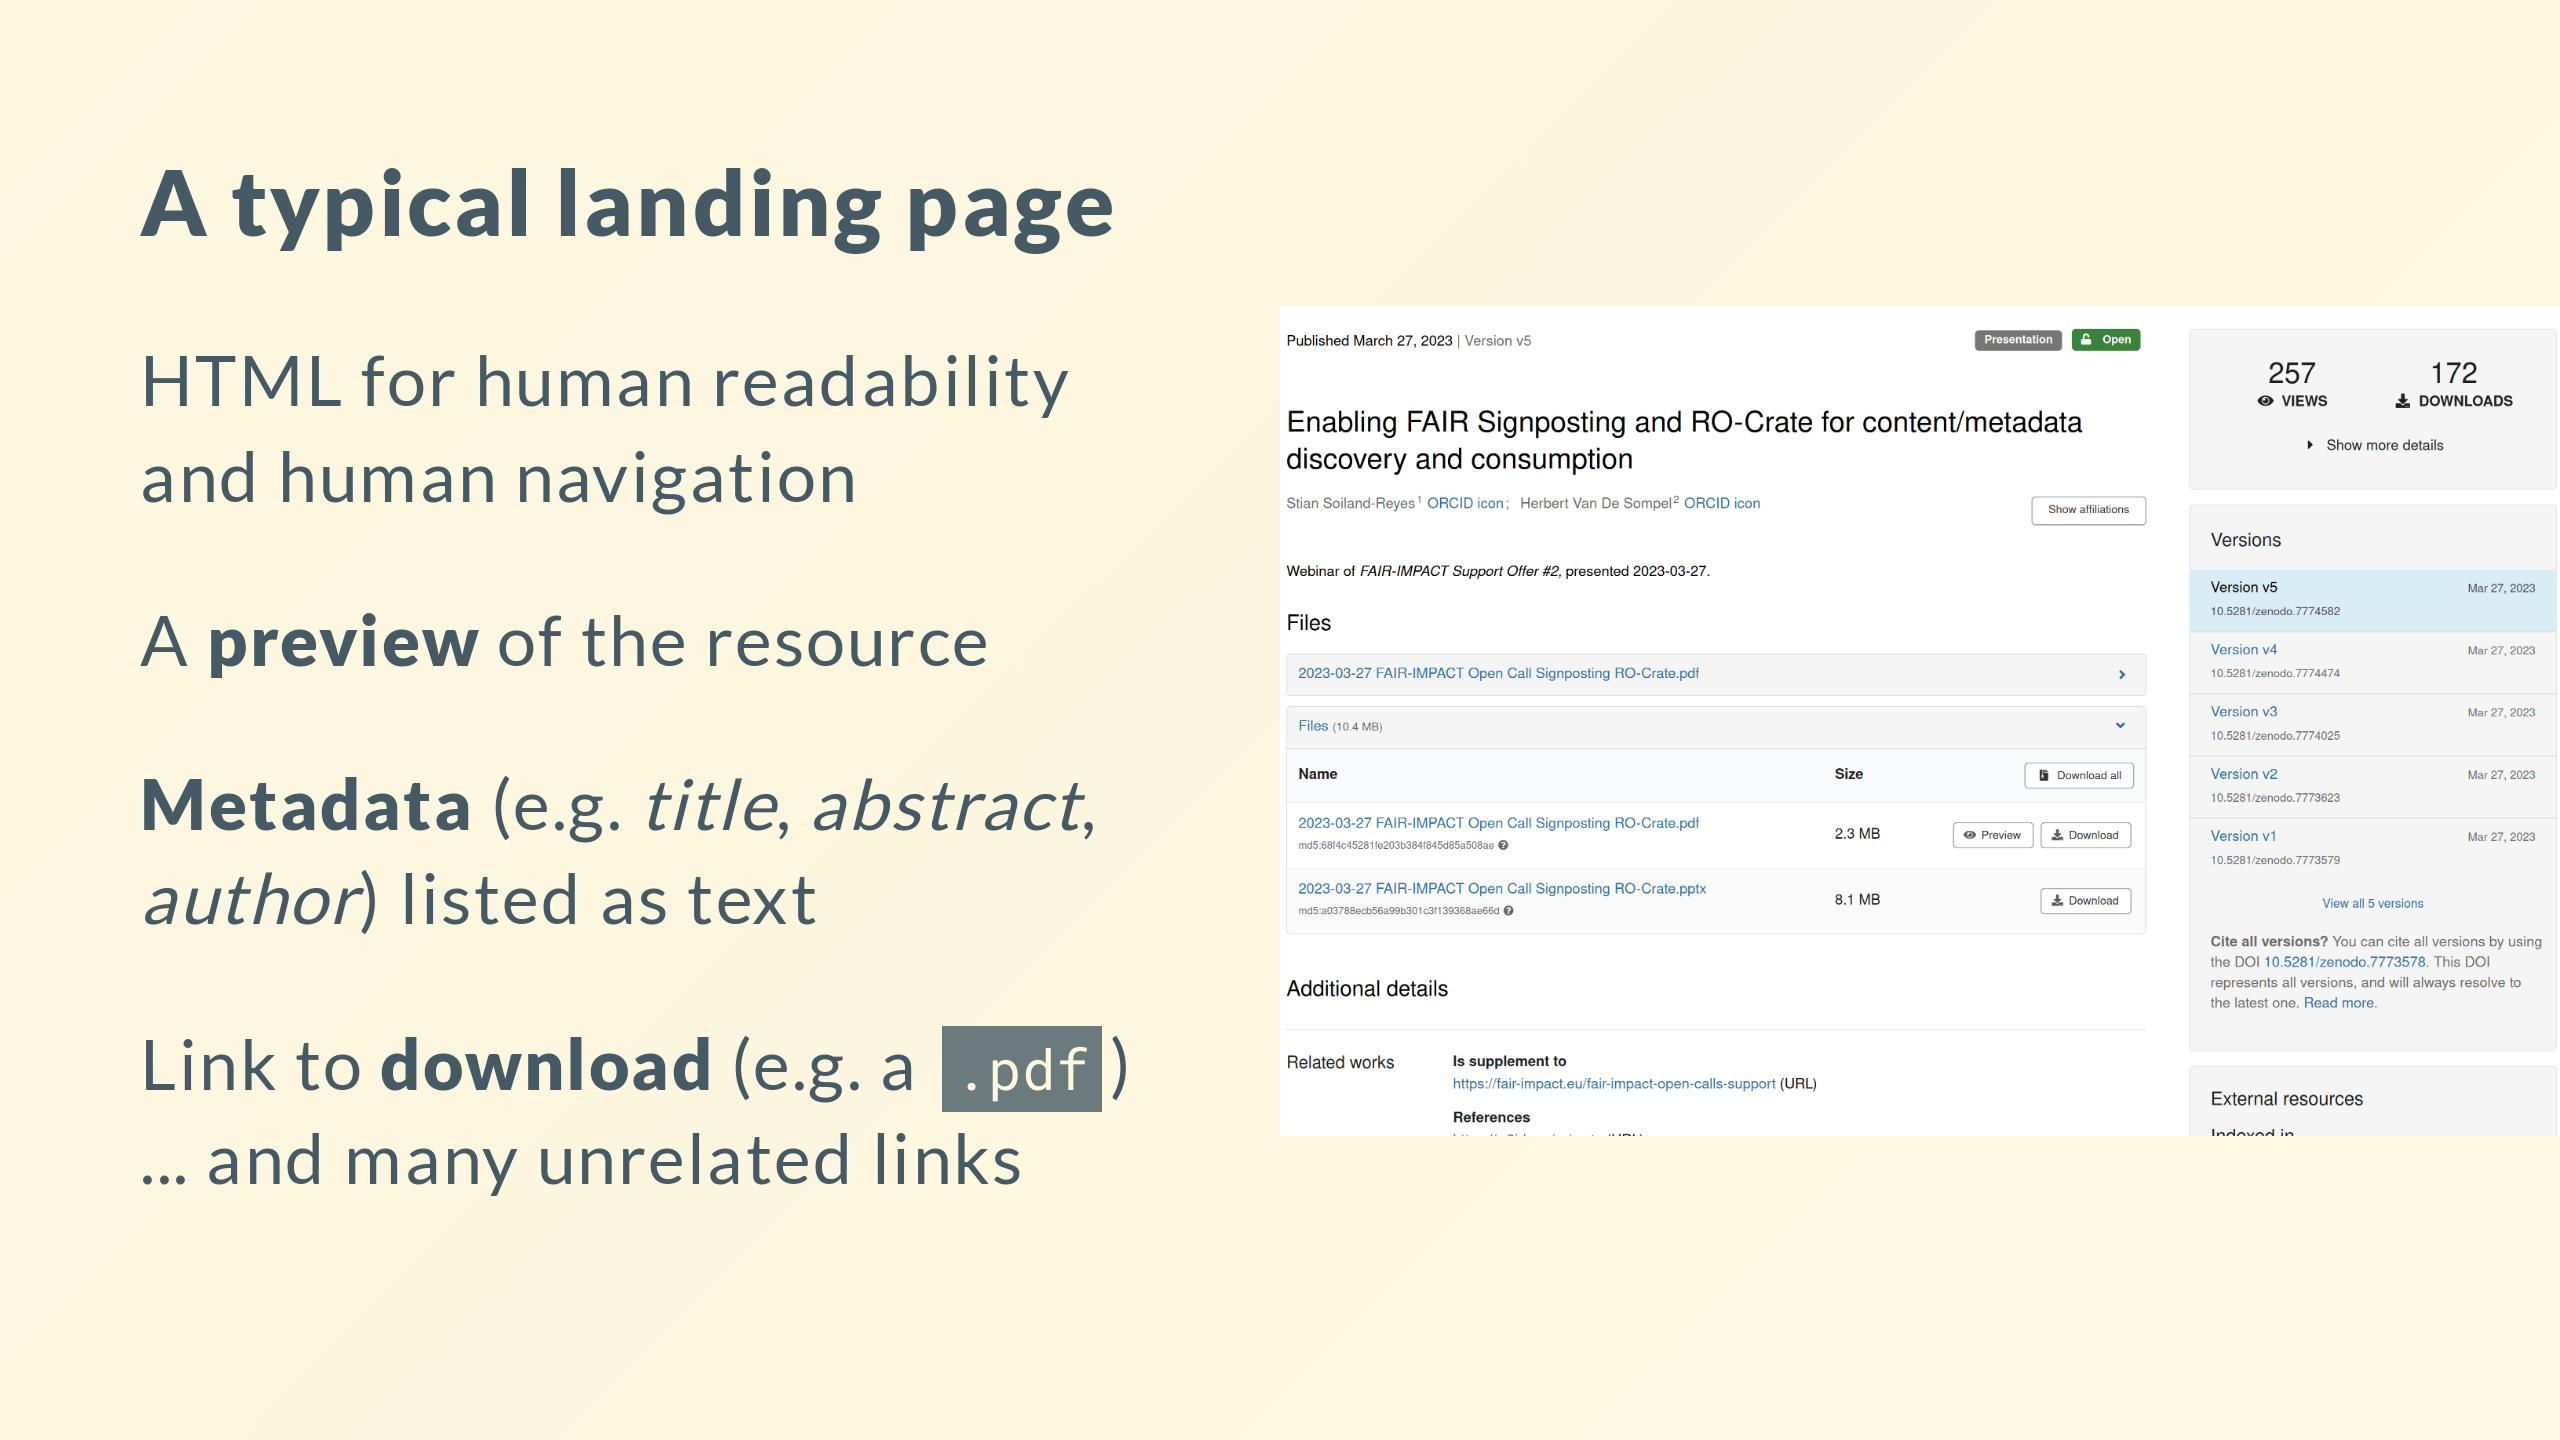 A typical landing page
HTML for human readability
and human navigation
A preview of the resource
Metadata (e.g. title, abstract,
author) listed as text
Link to download (e.g. a .pdf)
... and many unrelated links
Published March 27, 2023 | Version v5
Presentation
Open
Enabling FAIR Signposting and RO-Crate for content/metadata
discovery and consumption
Stian Soiland-Reyes1 ORCID icon; Herbert Van De Sompel2 ORCID icon
Show affiliations
Webinar of FAIR-IMPACT Support Offer #2, presented 2023-03-27.
Files
2023-03-27 FAIR-IMPACT Open Call Signposting RO-Crate.pdf
Files (10.4 MB)
Name Size Download all
2023-03-27 FAIR-IMPACT Open Call Signposting RO-Crate.pdf
2.3 MB Preview Download
md5:68f4c45281fe203b384f845d85a508ae
2023-03-27 FAIR-IMPACT Open Call Signposting RO-Crate.pptx
8.1 MB Download
md5:a03788ecb56a99b301c3f139368ae66d
Additional details
Related works
Is supplement to
https://fair-impact.eu/fair-impact-open-calls-support (URL)
References
257 172
VIEWS DOWNLOADS
Show more details
Versions
Version v5 Mar 27, 2023
10.5281/zenodo.7774582
Version v4 Mar 27, 2023
10.5281/zenodo.7774474
Version v3 Mar 27, 2023
10.5281/zenodo.7774025
Version v2 Mar 27, 2023
10.5281/zenodo.7773623
Version v1 Mar 27, 2023
10.5281/zenodo.7773579
View all 5 versions
Cite all versions? You can cite all versions by using
the DOI 10.5281/zenodo.7773578. This DOI
represents all versions, and will always resolve to
the latest one. Read more.
External resources
Indexed in